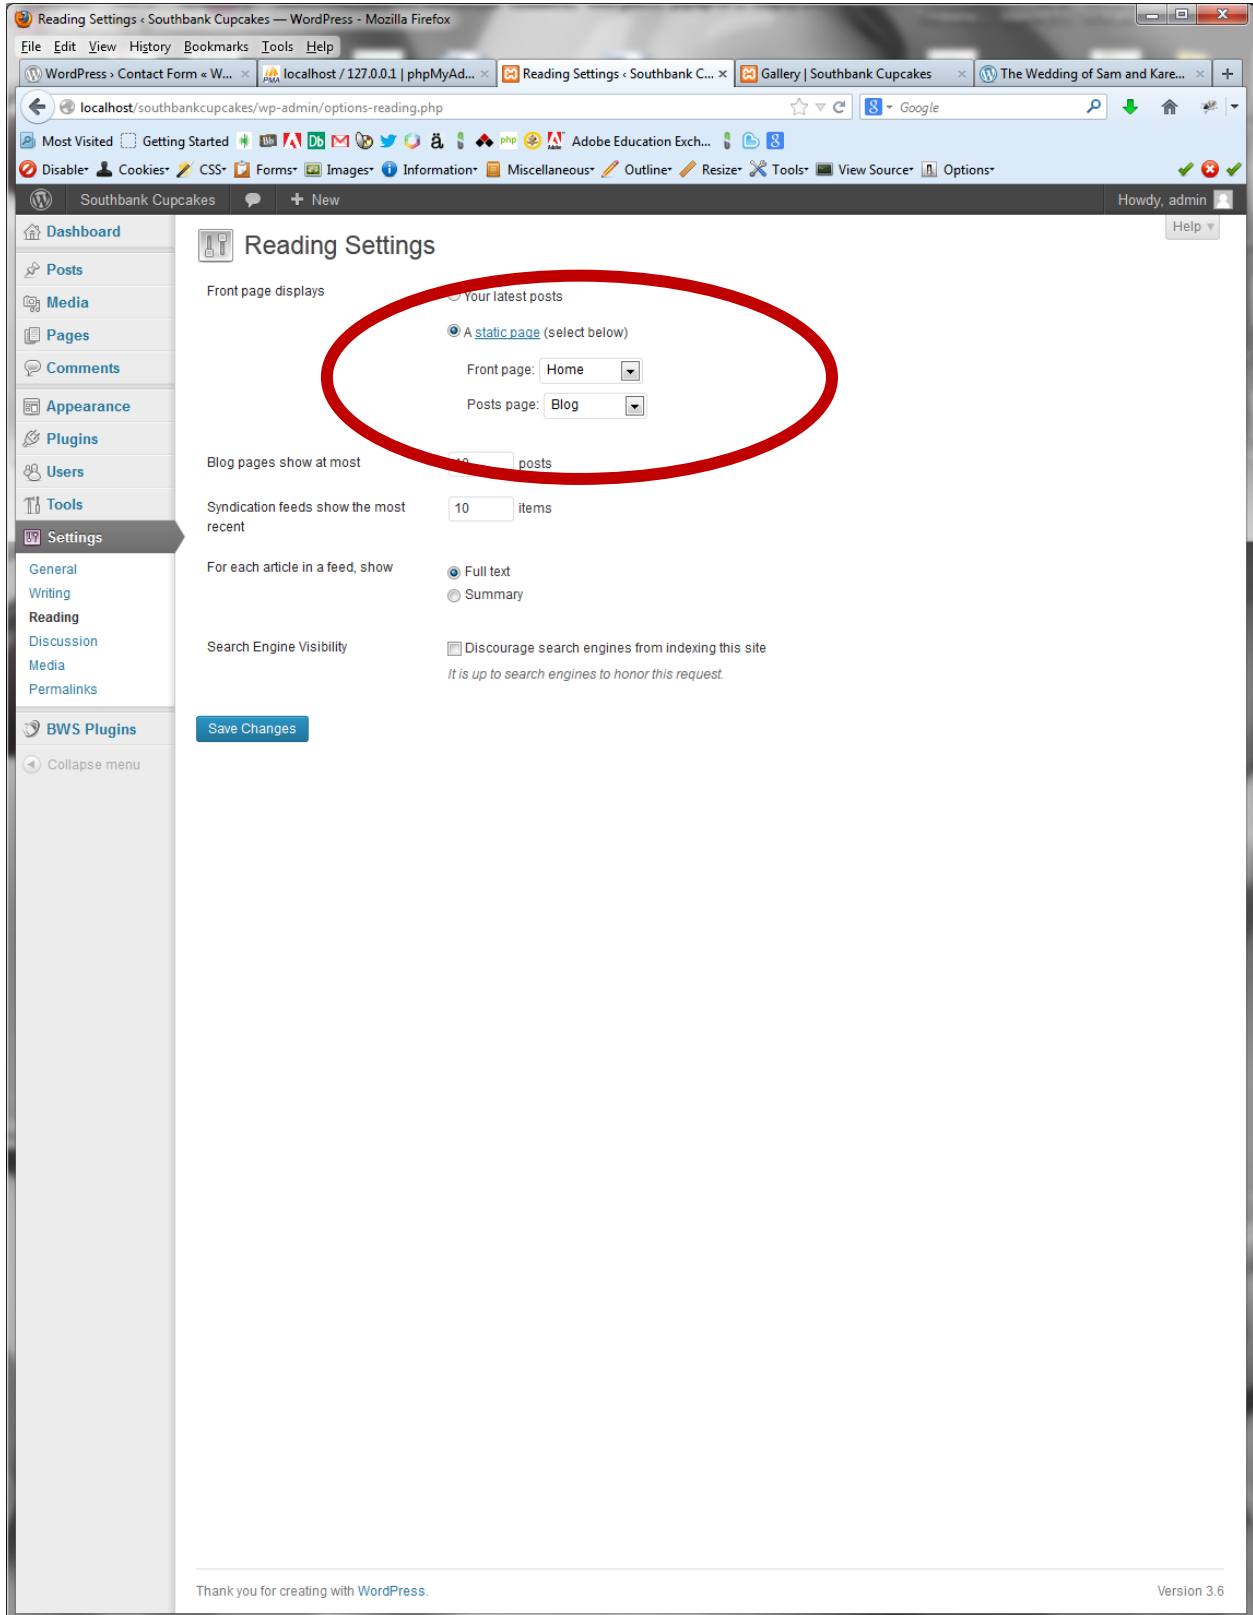 Reading Settings ‹ Southbank Cupcakes — WordPress - Mozilla Firefox
File Edit View History Bookmarks Tools Help
WordPress › Contact Form « W... localhost / 127.0.0.1 | phpMyAd... Reading Settings ‹ Southbank C... Gallery | Southbank Cupcakes The Wedding of Sam and Kare...
localhost/southbankcupcakes/wp-admin/options-reading.php Google
Most Visited Getting Started Adobe Education Exch...
Disable Cookies CSS Forms Images Information Miscellaneous Outline Resize Tools View Source Options
Southbank Cupcakes + New Howdy, admin
Help
Dashboard
Posts
Media
Pages
Comments
Appearance
Plugins
Users
Tools
Settings
General
Writing
Reading
Discussion
Media
Permalinks
BWS Plugins
Collapse menu
Reading Settings
Front page displays
Your latest posts
A static page (select below)
Front page: Home
Posts page: Blog
Blog pages show at most 10 posts
Syndication feeds show the most recent 10 items
For each article in a feed, show
Full text
Summary
Search Engine Visibility
Discourage search engines from indexing this site
It is up to search engines to honor this request.
Save Changes
Thank you for creating with WordPress. Version 3.6